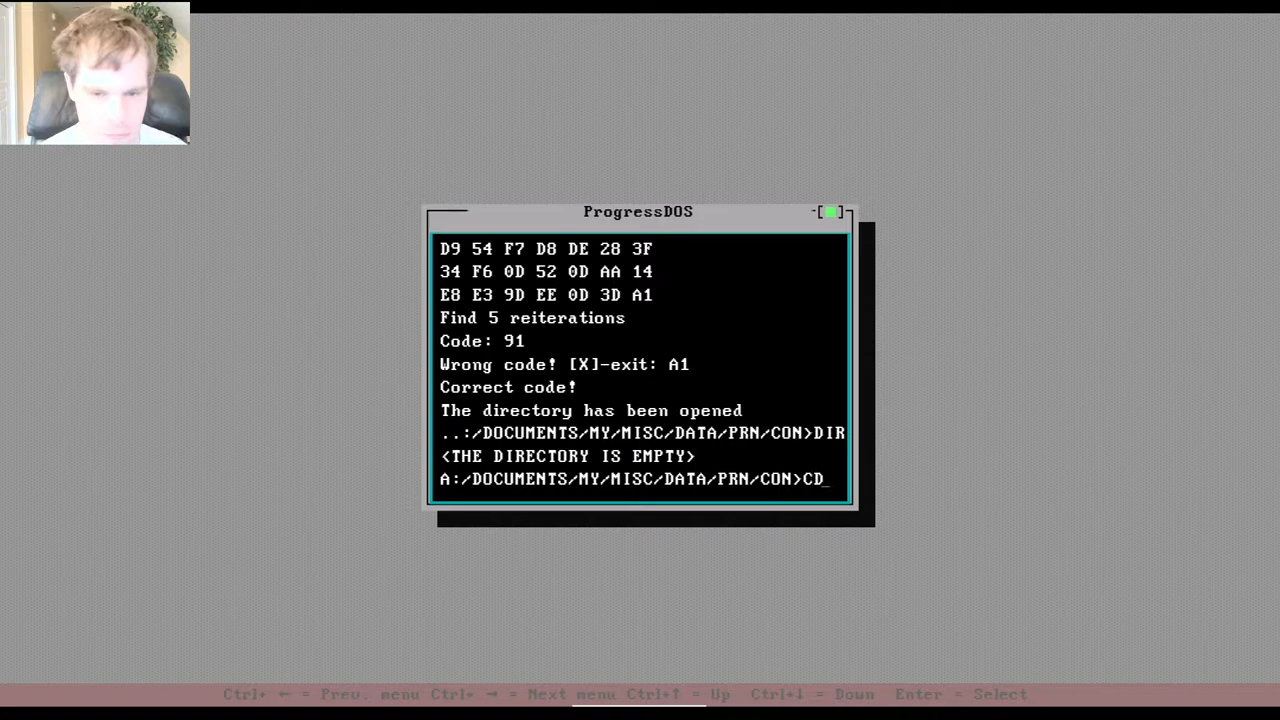 ProgressDOS
D9 54 F7 D8 DE 28 3F
34 F6 0D 52 0D AA 14
E8 E3 9D EE 0D 3D A1
Find 5 reiterations
Code: 91
Wrong code! [X]-exit: A1
Correct code!
The directory has been opened
..:/DOCUMENTS/MY/MISC/DATA/PRN/CON>DIR
<THE DIRECTORY IS EMPTY>
A:/DOCUMENTS/MY/MISC/DATA/PRN/CON>CD_
Ctrl+ ← = Prev. menu Ctrl+ → = Next menu Ctrl+↑ = Up Ctrl+↓ = Down Enter = Select